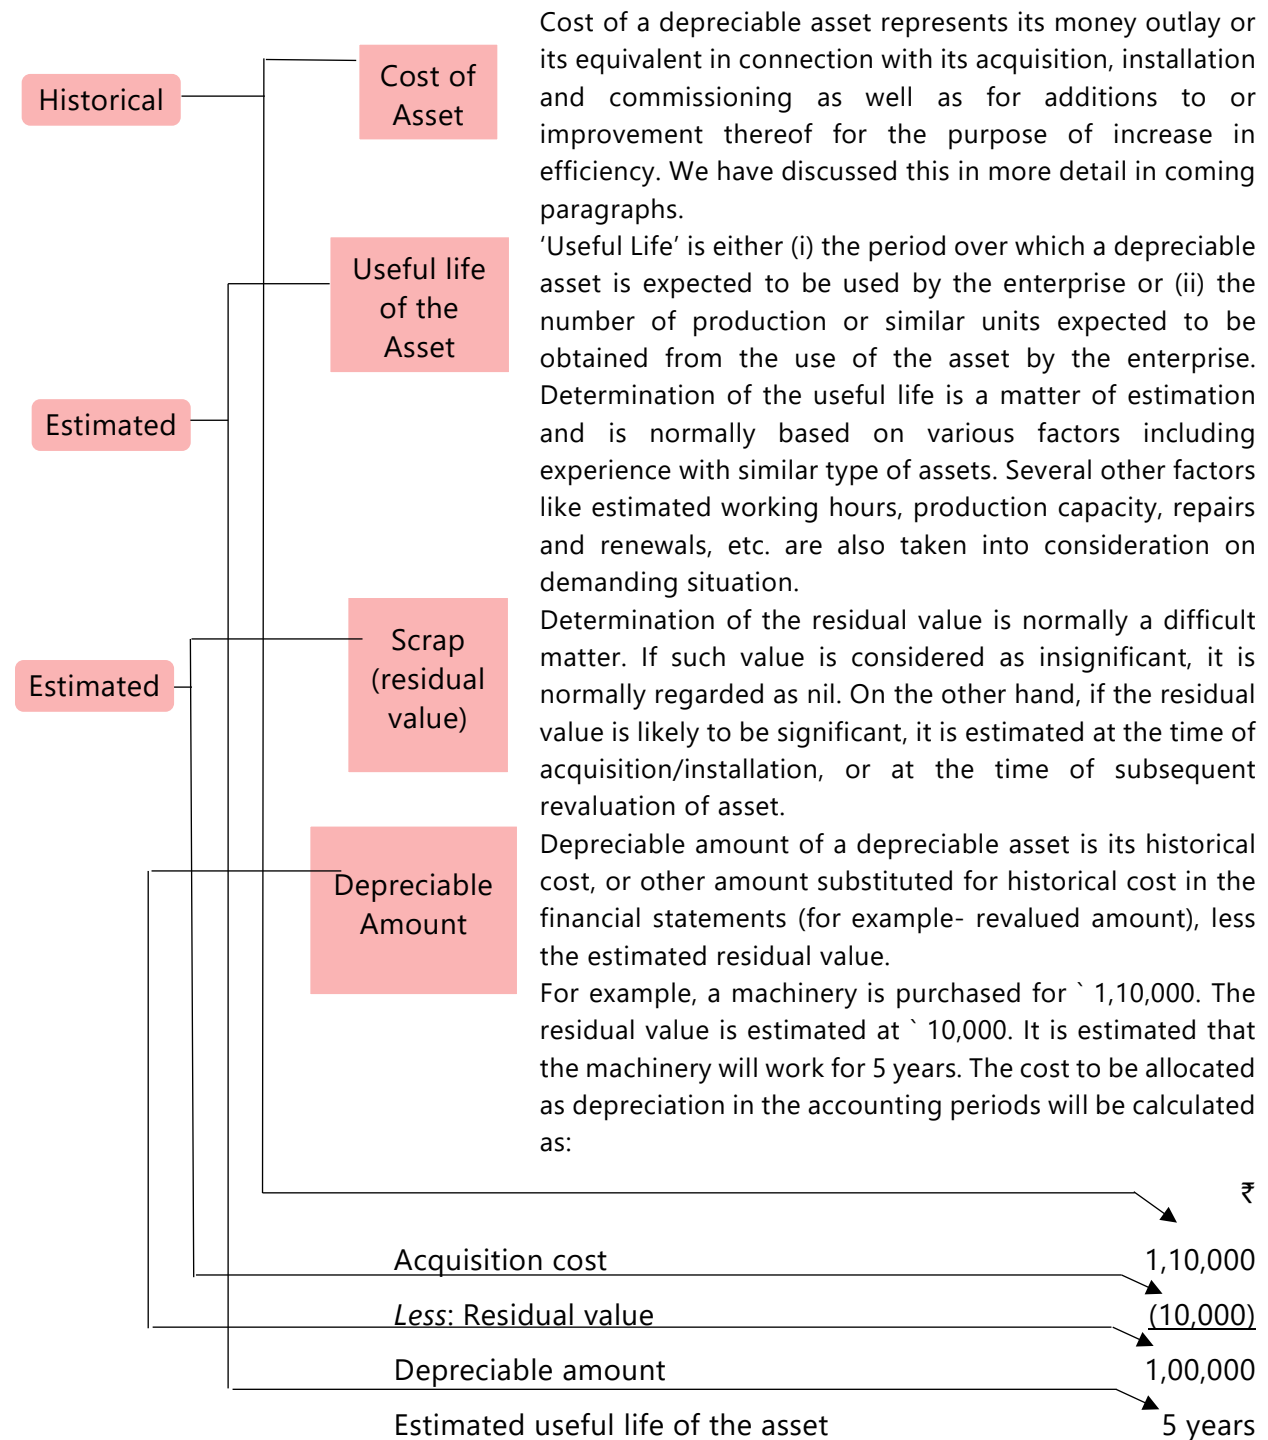 Historical
Cost of
Asset
Cost of a depreciable asset represents its money outlay or
its equivalent in connection with its acquisition, installation
and commissioning as well as for additions to or
improvement thereof for the purpose of increase in
efficiency. We have discussed this in more detail in coming
paragraphs.
Estimated
Useful life
of the
Asset
‘Useful Life’ is either (i) the period over which a depreciable
asset is expected to be used by the enterprise or (ii) the
number of production or similar units expected to be
obtained from the use of the asset by the enterprise.
Determination of the useful life is a matter of estimation
and is normally based on various factors including
experience with similar type of assets. Several other factors
like estimated working hours, production capacity, repairs
and renewals, etc. are also taken into consideration on
demanding situation.
Estimated
Scrap
(residual
value)
Determination of the residual value is normally a difficult
matter. If such value is considered as insignificant, it is
normally regarded as nil. On the other hand, if the residual
value is likely to be significant, it is estimated at the time of
acquisition/installation, or at the time of subsequent
revaluation of asset.
Depreciable
Amount
Depreciable amount of a depreciable asset is its historical
cost, or other amount substituted for historical cost in the
financial statements (for example- revalued amount), less
the estimated residual value.
For example, a machinery is purchased for ` 1,10,000. The
residual value is estimated at ` 10,000. It is estimated that
the machinery will work for 5 years. The cost to be allocated
as depreciation in the accounting periods will be calculated
as:
₹
Acquisition cost 1,10,000
Less: Residual value (10,000)
Depreciable amount 1,00,000
Estimated useful life of the asset 5 years